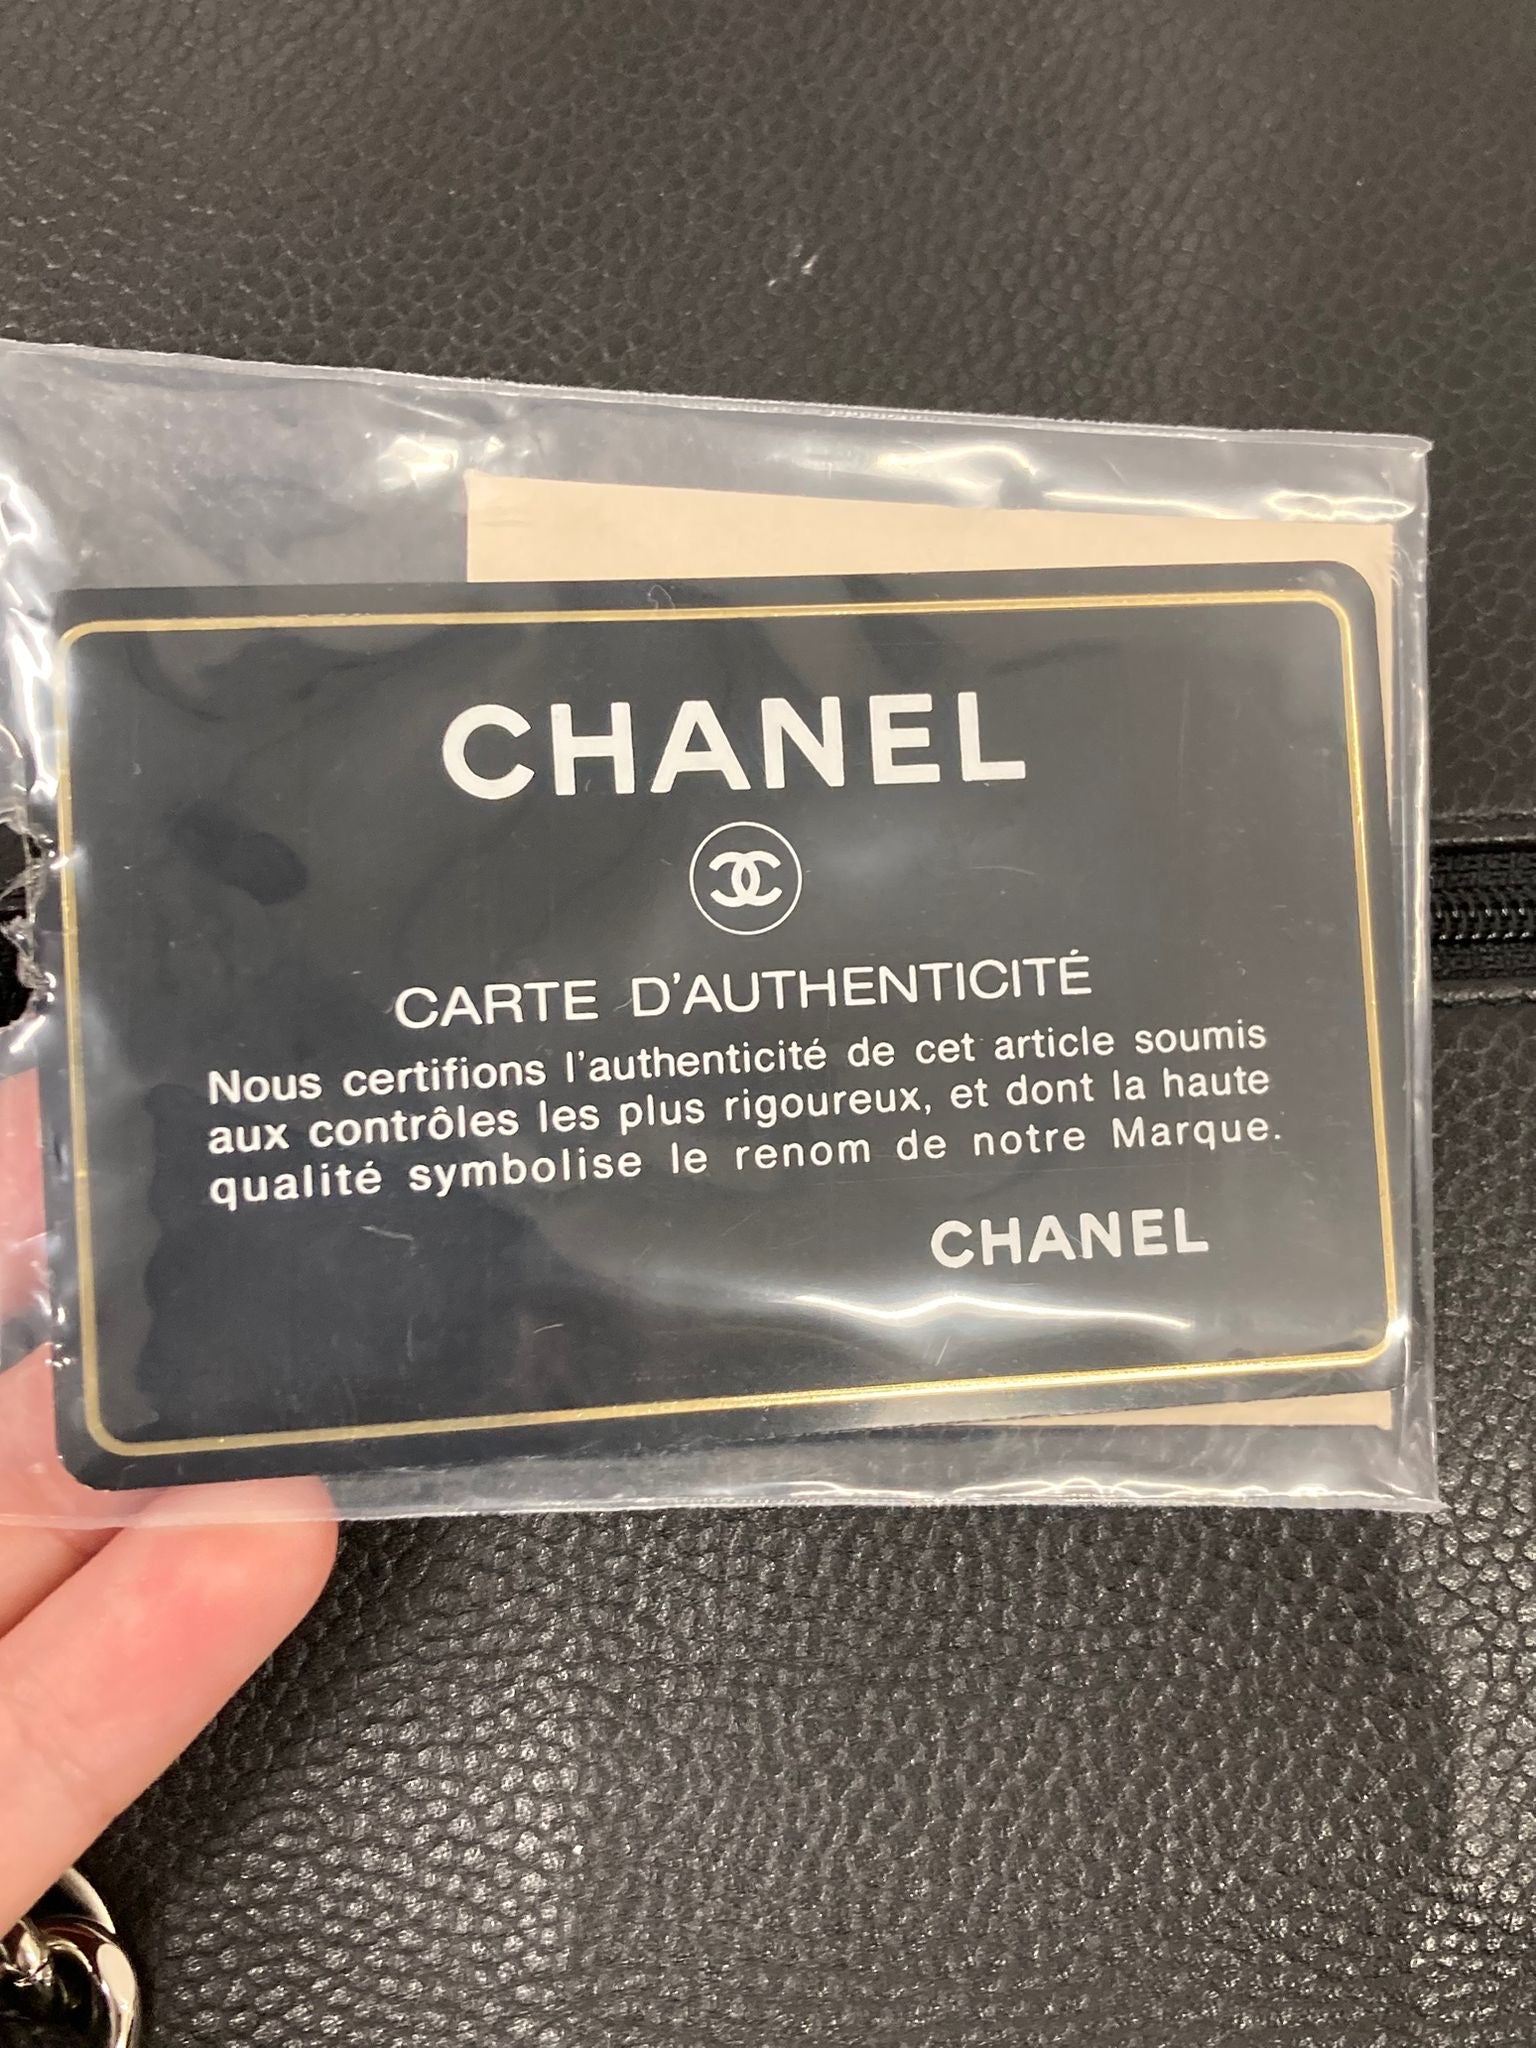 CHANEL
CARTE D'AUTHENTICITÉ
Nous certifions l'authenticité de cet article soumis
aux contrôles les plus rigoureux, et dont la haute
qualité symbolise le renom de notre Marque.
CHANEL